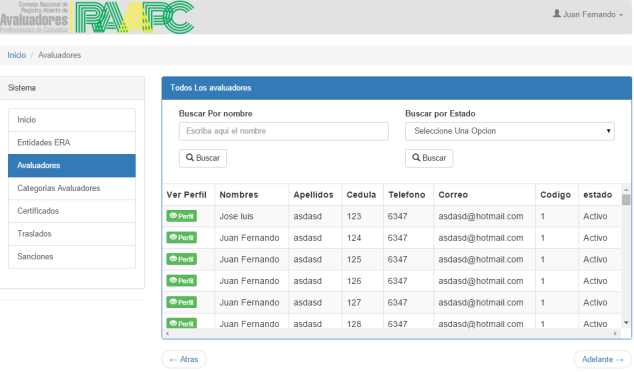 Consejo Nacional de
Registro Abierto de
Avaluadores
Profesionales de Colombia
RAAPC
Juan Fernando
Inicio / Avaluadores
Sistema
Inicio
Entidades ERA
Avaluadores
Categorias Avaluadores
Certificados
Traslados
Sanciones
Todos Los avaluadores
Buscar Por nombre Buscar por Estado
Escriba aqui el nombre Seleccione Una Opcion
Buscar Buscar
Ver Perfil Nombres Apellidos Cedula Telefono Correo Codigo estado
Perfil Jose luis asdasd 123 6347 asdasd@hotmail.com 1 Activo
Perfil Juan Fernando asdasd 124 6347 asdasd@hotmail.com 1 Activo
Perfil Juan Fernando asdasd 125 6347 asdasd@hotmail.com 1 Activo
Perfil Juan Fernando asdasd 126 6347 asdasd@hotmail.com 1 Activo
Perfil Juan Fernando asdasd 127 6347 asdasd@hotmail.com 1 Activo
Perfil Juan Fernando asdasd 128 6347 asdasd@hotmail.com 1 Activo
← Atras Adelante →